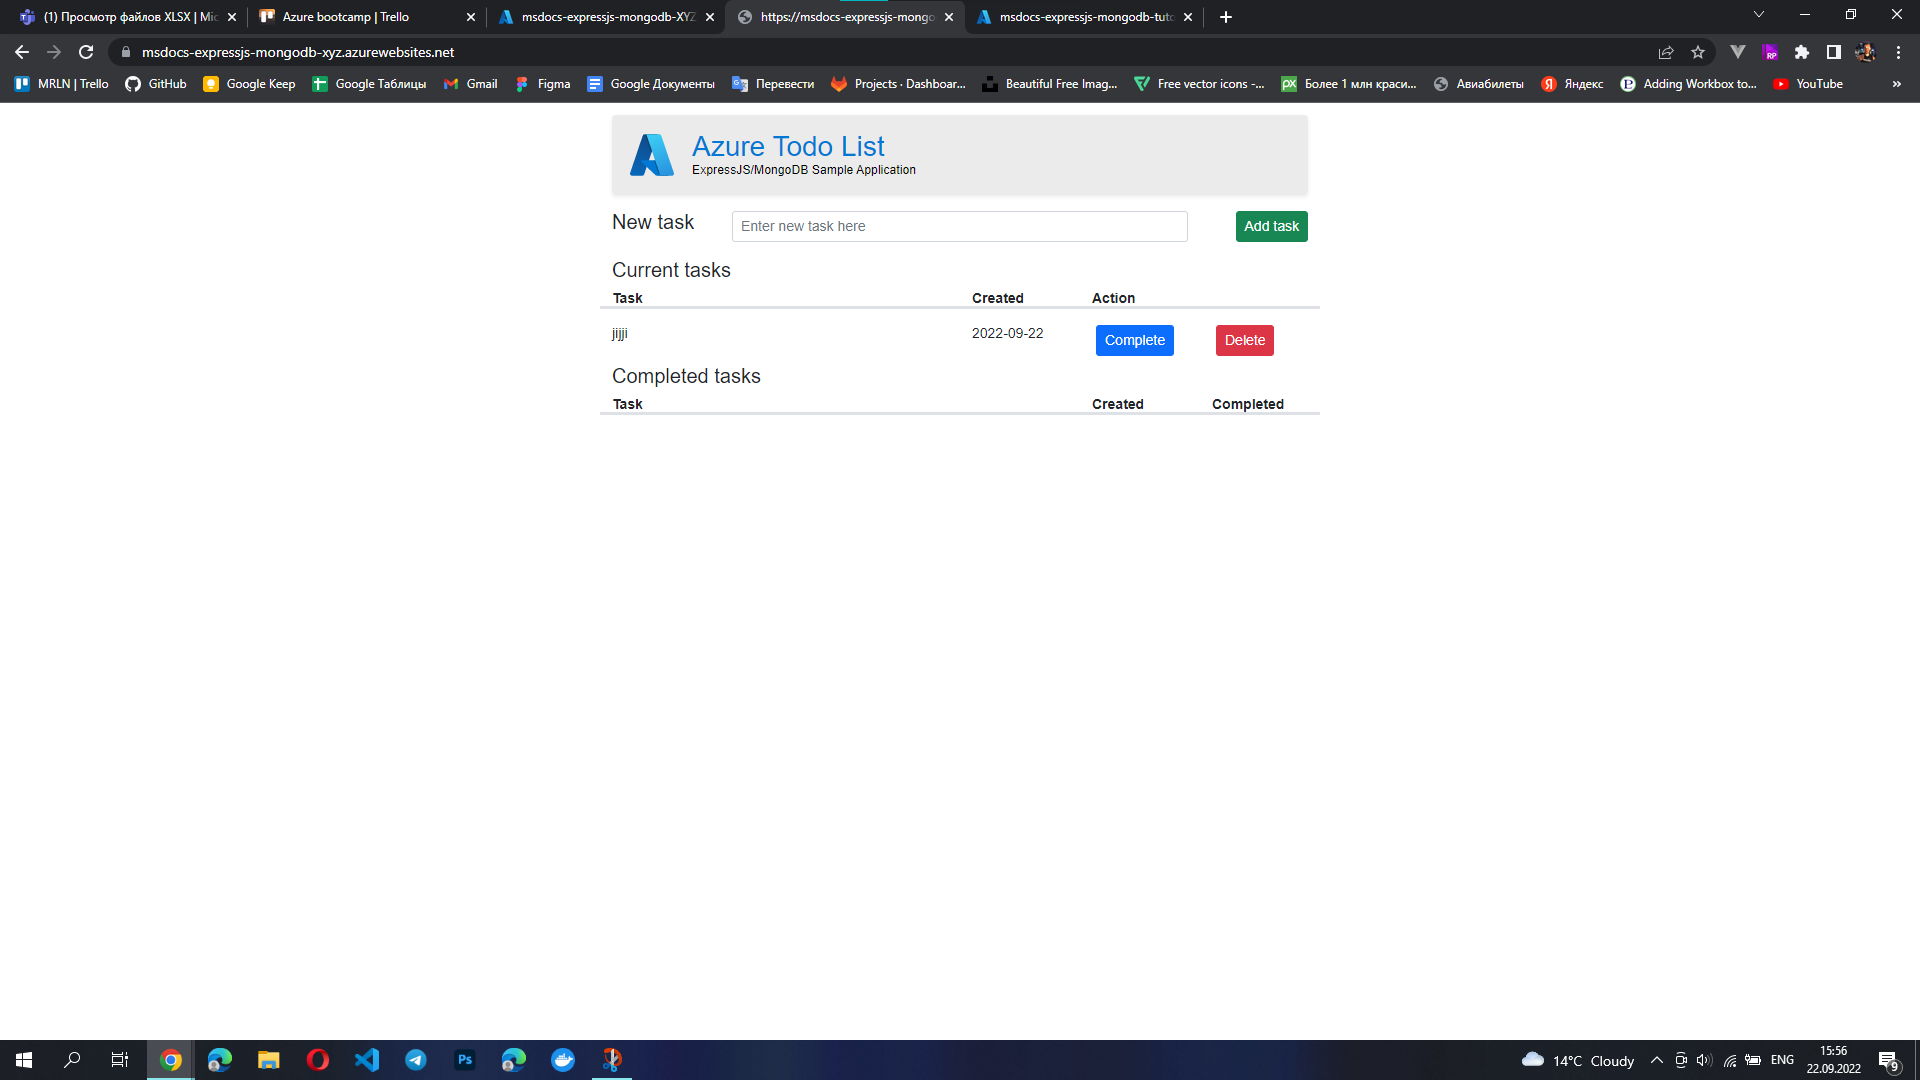 (1) Просмотр файлов XLSX | Mic
Azure bootcamp | Trello
msdocs-expressjs-mongodb-XYZ
https://msdocs-expressjs-mongo
msdocs-expressjs-mongodb-tuto
msdocs-expressjs-mongodb-xyz.azurewebsites.net
MRLN | Trello
GitHub
Google Keep
Google Таблицы
Gmail
Figma
Google Документы
Перевести
Projects · Dashboar...
Beautiful Free Imag...
Free vector icons -...
Более 1 млн краси...
Авиабилеты
Яндекс
Adding Workbox to...
YouTube
Azure Todo List
ExpressJS/MongoDB Sample Application
New task
Enter new task here
Add task
Current tasks
Task Created Action
jijji 2022-09-22 Complete Delete
Completed tasks
Task Created Completed
14°C Cloudy
ENG
15:56
22.09.2022
9